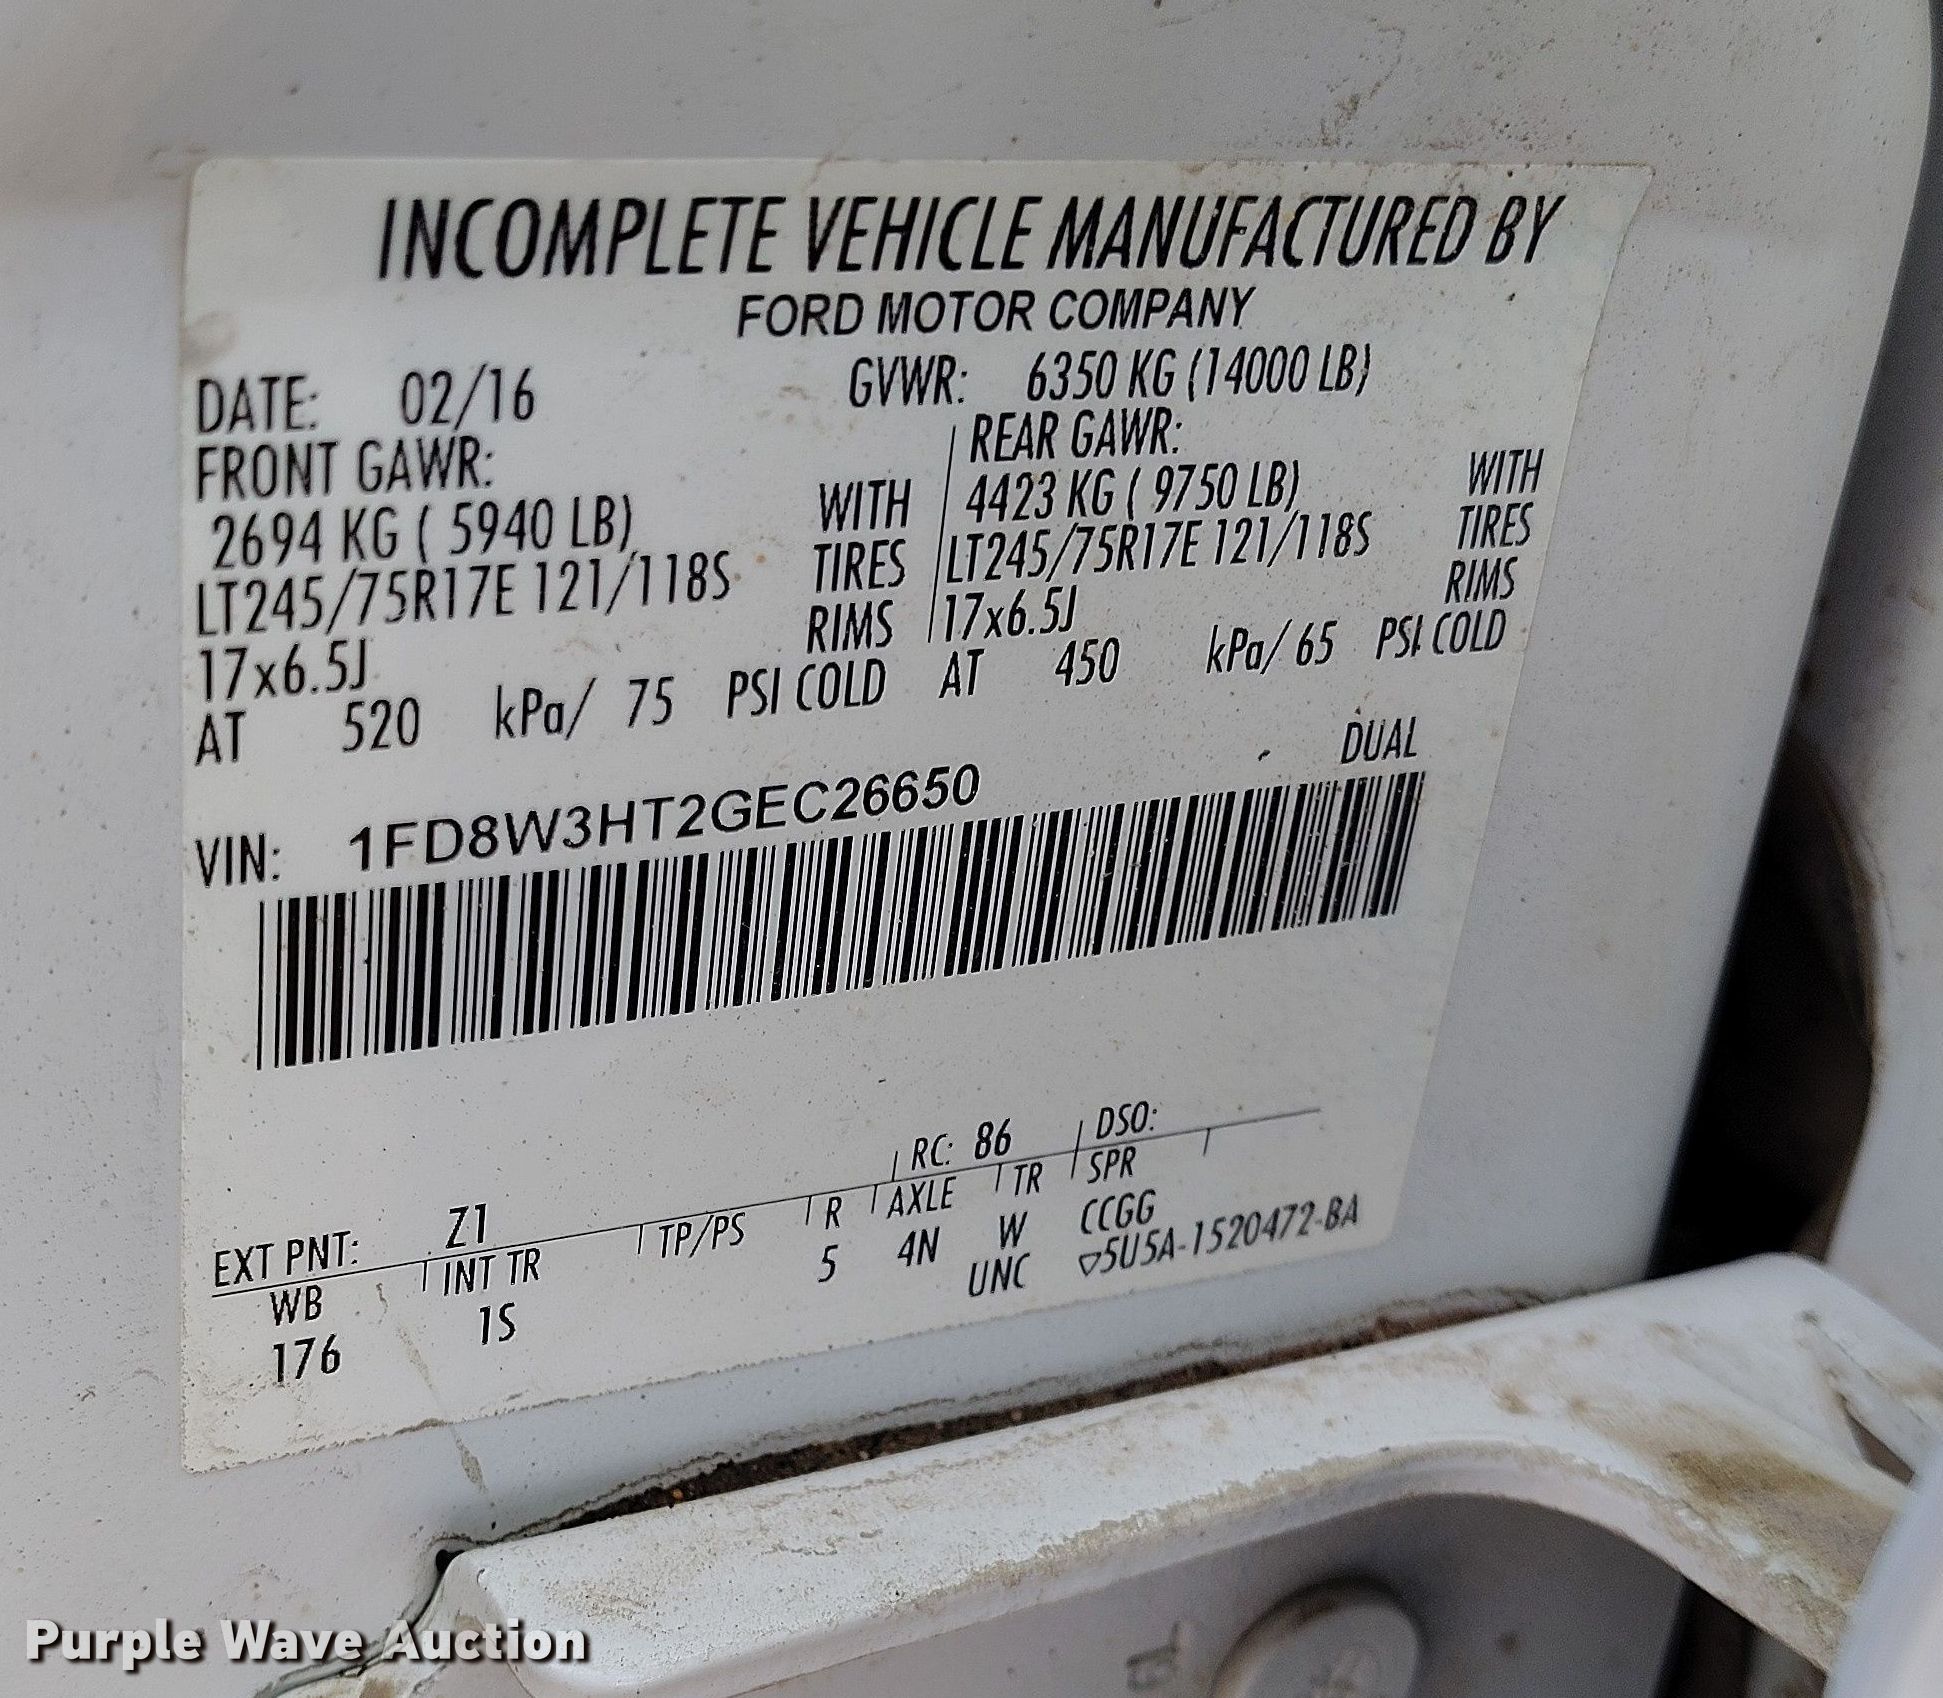 INCOMPLETE VEHICLE MANUFACTURED BY
FORD MOTOR COMPANY
DATE: 02/16 GVWR: 6350 KG (14000 LB)
FRONT GAWR: REAR GAWR:
2694 KG ( 5940 LB) WITH 4423 KG ( 9750 LB) WITH
LT245/75R17E 121/118S TIRES LT245/75R17E 121/118S TIRES
17x6.5J RIMS 17x6.5J RIMS
AT 520 kPa/ 75 PSI COLD AT 450 kPa/ 65 PSI COLD
DUAL
VIN: 1FD8W3HT2GEC26650
EXT PNT: Z1 RC: 86 DSO:
WB INT TR TP/PS R AXLE TR SPR
176 1S 5 4N W CCGG
UNC ▽5U5A-1520472-BA
Purple Wave Auction